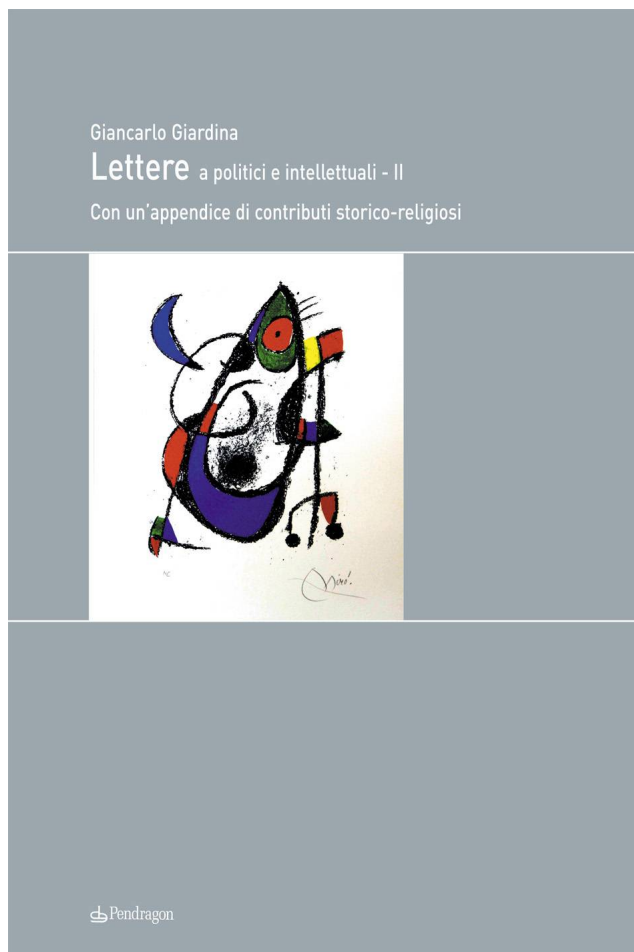 Giancarlo Giardina
Lettere a politici e intellettuali - II
Con un'appendice di contributi storico-religiosi
Miró.
Pendragon